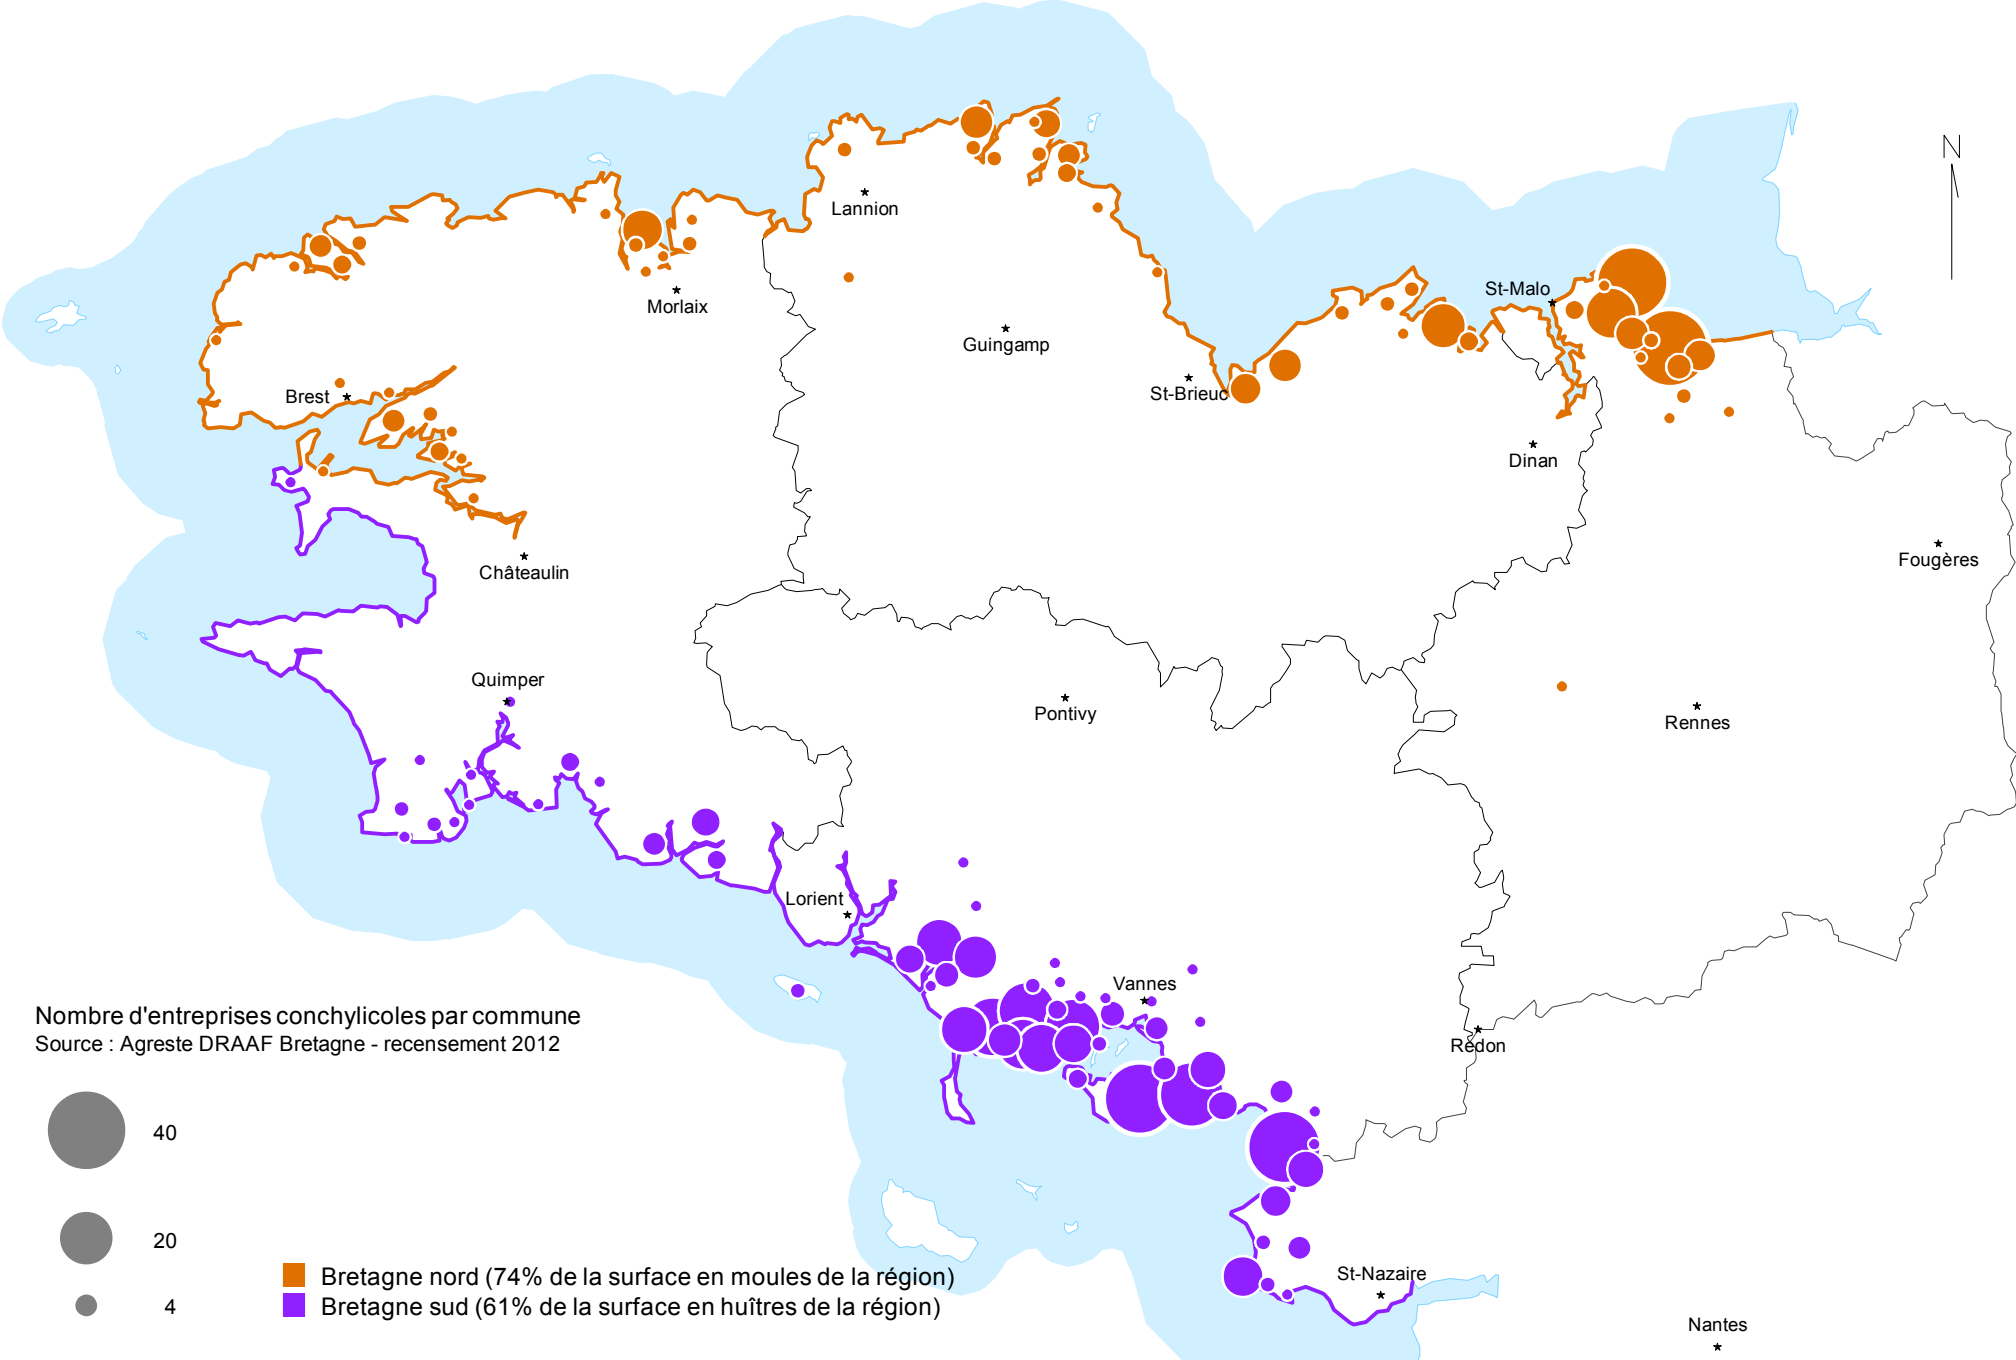 N
Lannion
St-Malo
Morlaix
Guingamp
Brest
St-Brieuc
Dinan
Fougères
Châteaulin
Quimper
Pontivy
Rennes
Lorient
Vannes
Redon
Nombre d'entreprises conchylicoles par commune
Source : Agreste DRAAF Bretagne - recensement 2012
40
20
4
Bretagne nord (74% de la surface en moules de la région)
Bretagne sud (61% de la surface en huîtres de la région)
St-Nazaire
Nantes